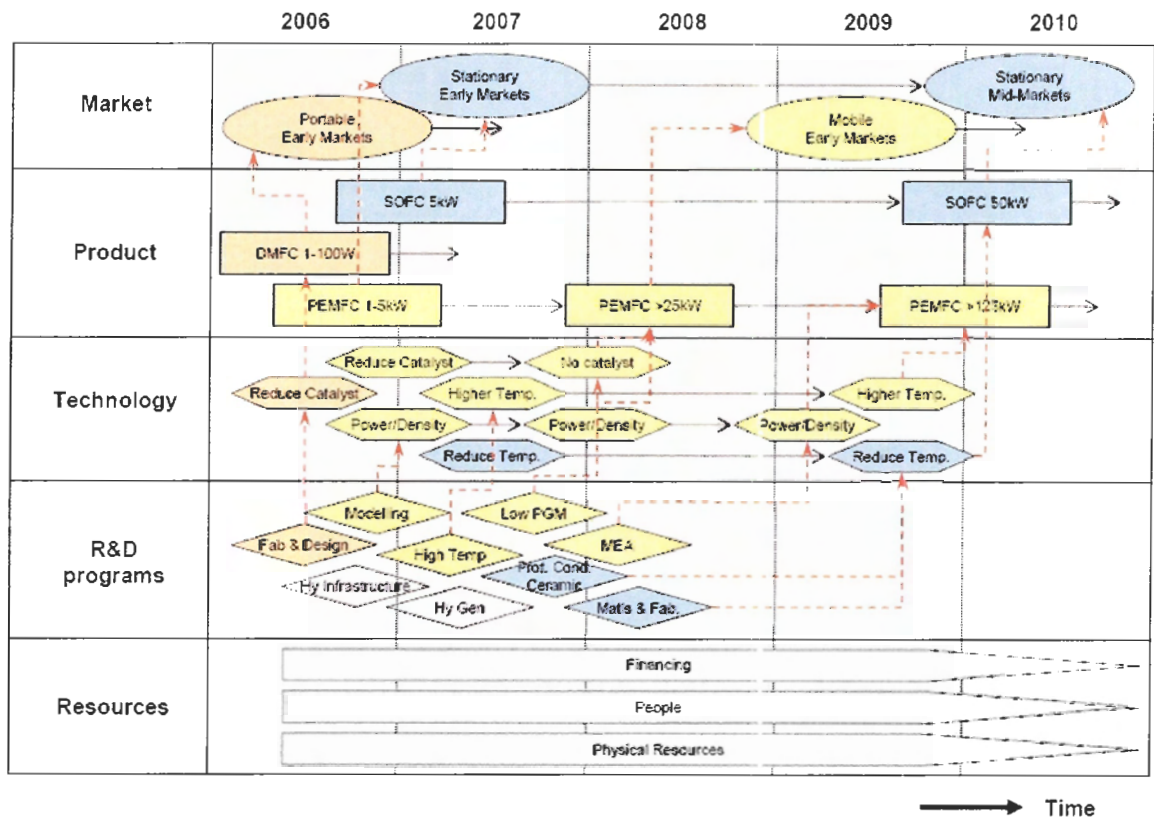 2006 2007 2008 2009 2010
Market
Stationary
Early Markets
Stationary
Mid-Markets
Portable
Early Markets
Mobile
Early Markets
Product
SOFC 5kW
SOFC 50kW
DMFC 1-100W
PEMFC 1-5kW
PEMFC >25kW
PEMFC >125kW
Technology
Reduce Catalyst
No catalyst
Reduce Catalyst
Higher Temp.
Higher Temp.
Power/Density
Power/Density
Power/Density
Reduce Temp.
Reduce Temp.
R&D
programs
Modelling
Low PGM
Fab & Design
High Temp
MEA
Prot. Cond.
Ceramic
Hy Infrastructure
Hy Gen
Mat's & Fab.
Resources
Financing
People
Physical Resources
Time